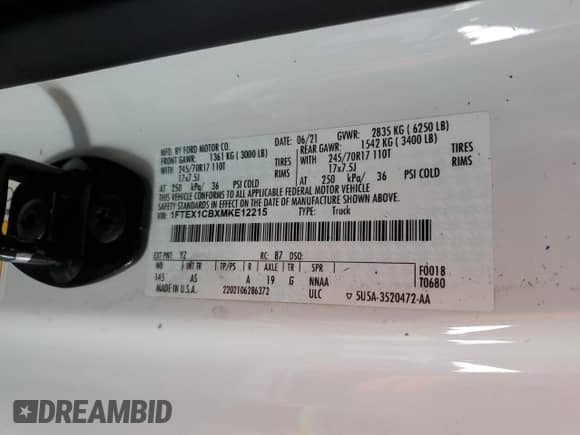 MFD. BY FORD MOTOR CO.
06/21 GVWR: 2835 KG ( 6250 LB)
FRONT GAWR: 1361 KG ( 3000 LB)
REAR GAWR: 1542 KG ( 3400 LB)
WITH 245/70R17 110T TIRES
WITH 245/70R17 110T TIRES
17x7.5J RIMS
17x7.5J RIMS
AT 250 kPa/ 36 PSI COLD
AT 250 kPa/ 36 PSI COLD
THIS VEHICLE CONFORMS TO ALL APPLICABLE FEDERAL MOTOR VEHICLE
SAFETY AND THEFT PREVENTION STANDARDS IN EFFECT ON THE DATE OF
MANUFACTURE SHOWN ABOVE.
VIN: 1FTEX1CBXMKE12215 TYPE: Truck
EXT PNT: YZ RC: 87 DSO:
WB INT TR TP/PS R AXLE TR SPR
145 AS A 19 G NNAA
F0018
T0680
MADE IN U.S.A. 2202106286372 ULC 5U5A-3520472-AA
DREAMBID